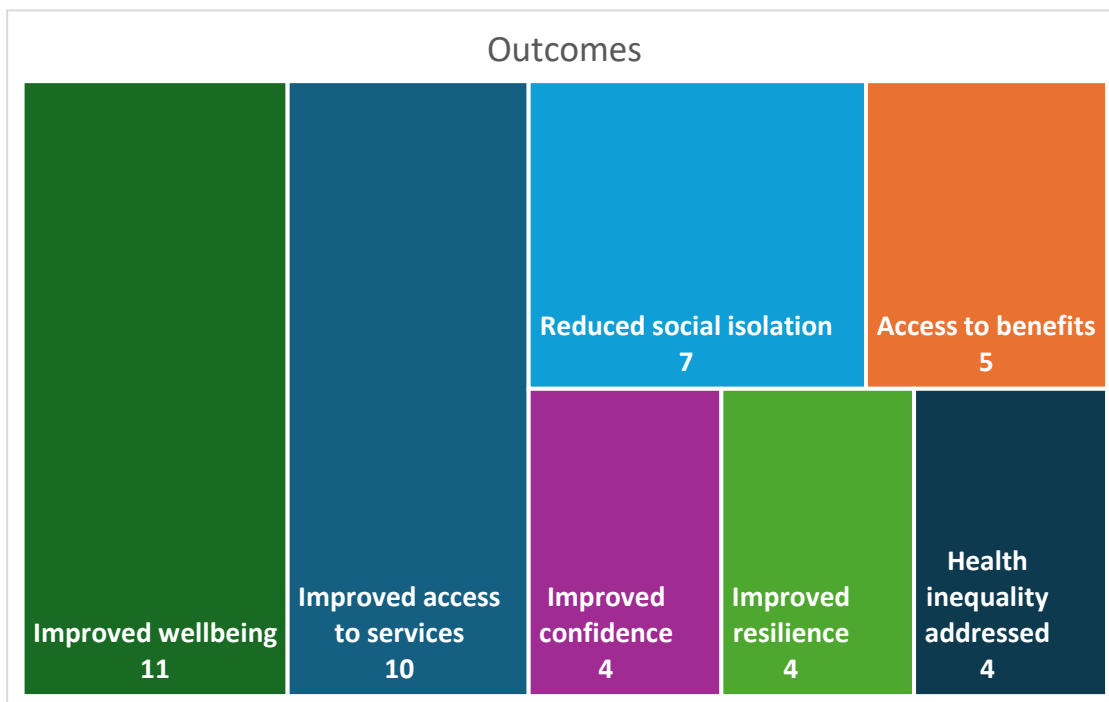 Outcomes
Improved wellbeing
11
Improved access
to services
10
Reduced social isolation
7
Access to benefits
5
Improved
confidence
4
Improved
resilience
4
Health
inequality
addressed
4